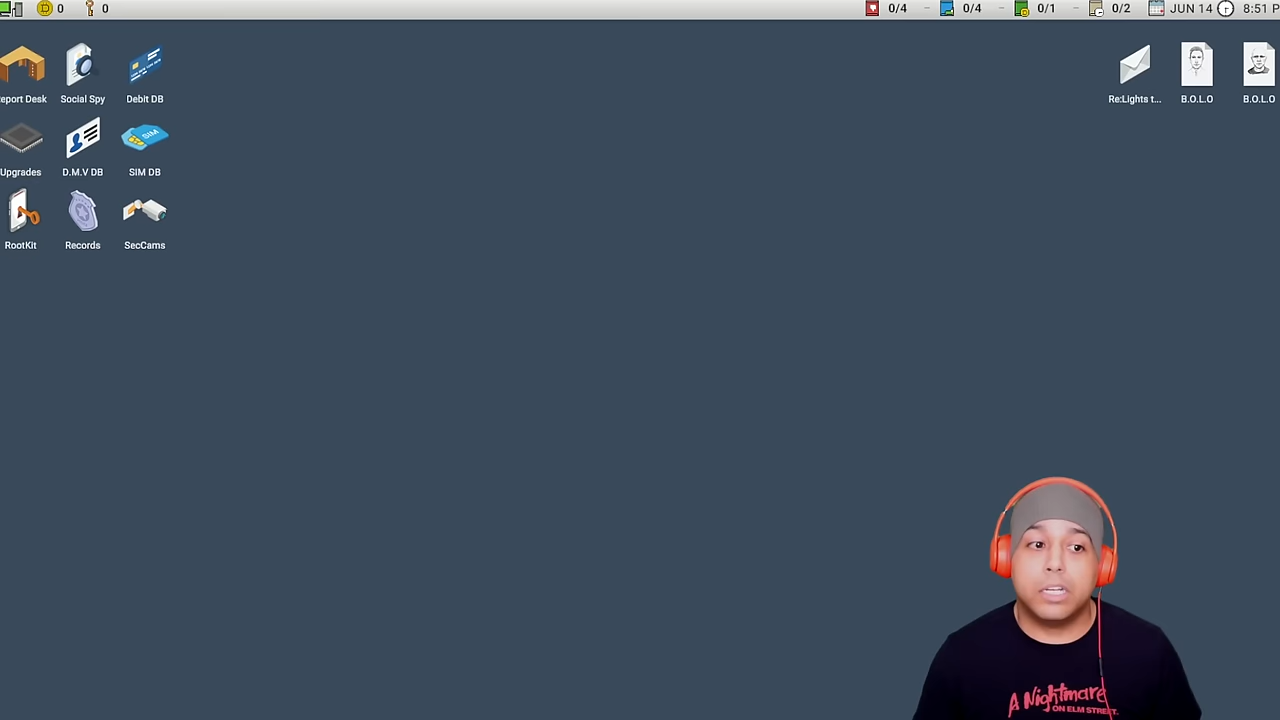 0 0 0/4 – 0/4 – 0/1 – 0/2 JUN 14 8:51 P
eport Desk Social Spy Debit DB Re:Lights t... B.O.L.O B.O.L.O
Upgrades D.M.V DB SIM DB
SIM
RootKit Records SecCams
A Nightmare
ON ELM STREET.